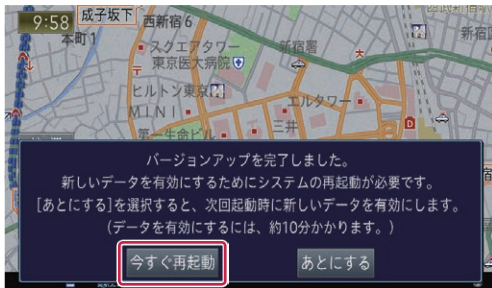 9:58
成子坂下
西新宿6
本町1
スクエアタワー
新宿署
東京医大病院
新宿
ヒルトン東京
MINI
エルタワー
第一生命ビル
三井
D
バージョンアップを完了しました。
新しいデータを有効にするためにシステムの再起動が必要です。
[あとにする]を選択すると、次回起動時に新しいデータを有効にします。
(データを有効にするには、約10分かかります。)
今すぐ再起動
あとにする